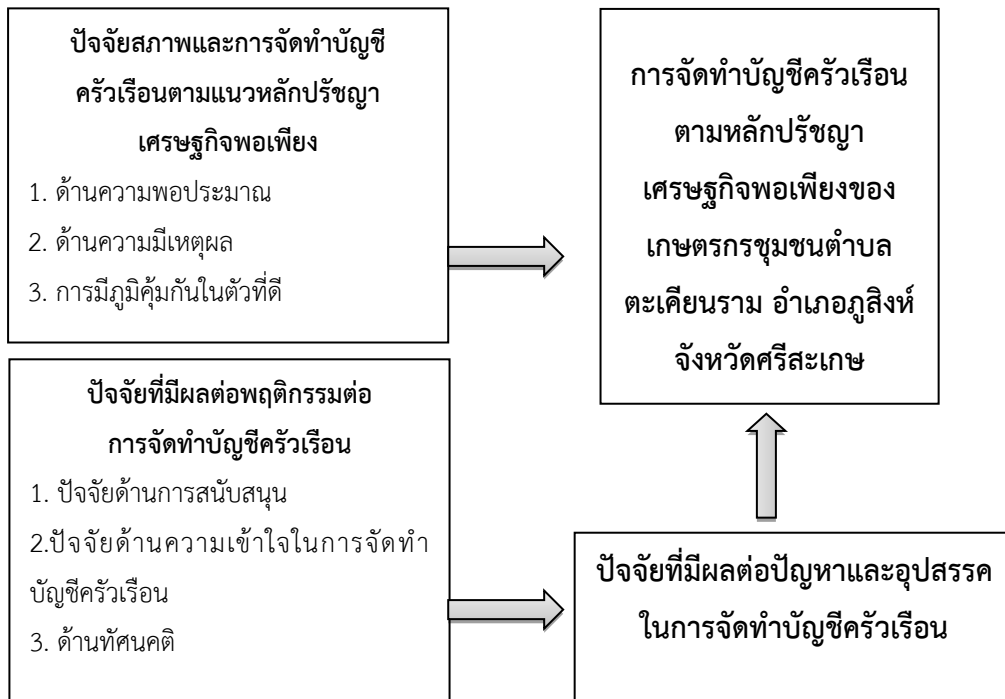 ปัจจัยสภาพและการจัดทำบัญชี
ครัวเรือนตามแนวหลักปรัชญา
เศรษฐกิจพอเพียง
1. ด้านความพอประมาณ
2. ด้านความมีเหตุผล
3. การมีภูมิคุ้มกันในตัวที่ดี
การจัดทำบัญชีครัวเรือน
ตามหลักปรัชญา
เศรษฐกิจพอเพียงของ
เกษตรกรชุมชนตำบล
ตะเคียนราม อำเภอภูสิงห์
จังหวัดศรีสะเกษ
ปัจจัยที่มีผลต่อพฤติกรรมต่อ
การจัดทำบัญชีครัวเรือน
1. ปัจจัยด้านการสนับสนุน
2.ปัจจัยด้านความเข้าใจในการจัดทำ
บัญชีครัวเรือน
3. ด้านทัศนคติ
ปัจจัยที่มีผลต่อปัญหาและอุปสรรค
ในการจัดทำบัญชีครัวเรือน